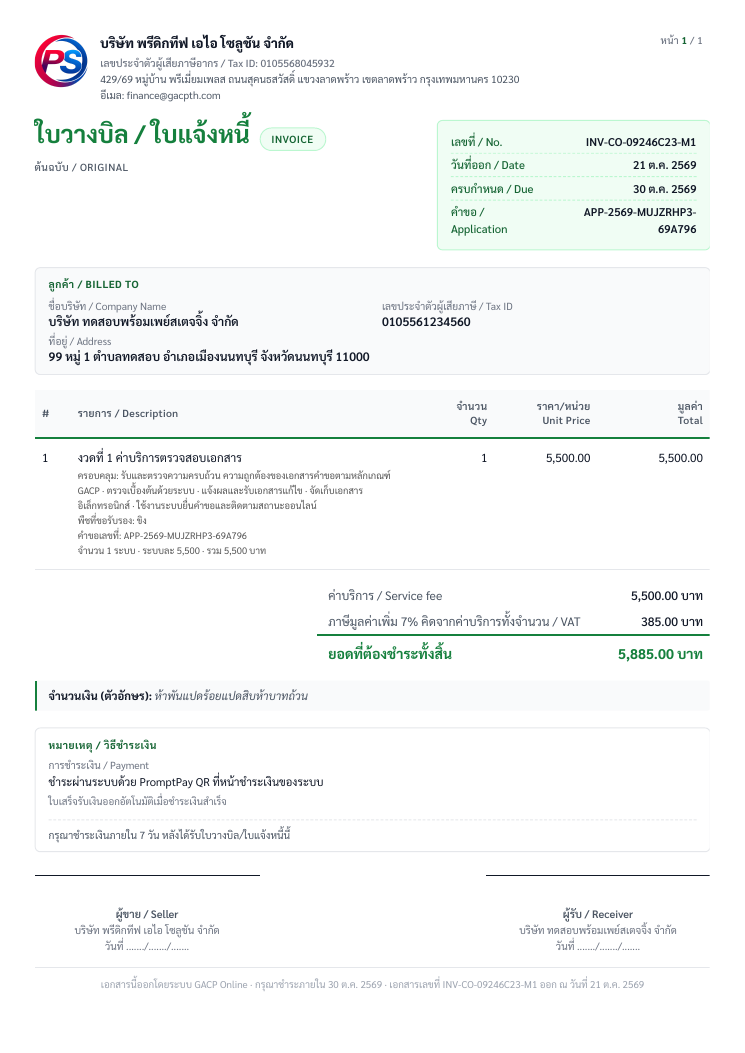 PS
บริษัท พรีดิกทีฟ เอไอ โซลูชัน จำกัด
หน้า 1 / 1
เลขประจำตัวผู้เสียภาษีอากร / Tax ID: 0105568045932
429/69 หมู่บ้าน พรีเมี่ยมเพลส ถนนสุคนธสวัสดิ์ แขวงลาดพร้าว เขตลาดพร้าว กรุงเทพมหานคร 10230
อีเมล: finance@gacpth.com
ใบวางบิล / ใบแจ้งหนี้ INVOICE
ต้นฉบับ / ORIGINAL
เลขที่ / No. INV-CO-09246C23-M1
วันที่ออก / Date 21 ต.ค. 2569
ครบกำหนด / Due 30 ต.ค. 2569
คำขอ / APP-2569-MUJZRHP3-
Application 69A796
ลูกค้า / BILLED TO
ชื่อบริษัท / Company Name เลขประจำตัวผู้เสียภาษี / Tax ID
บริษัท ทดสอบพร้อมเพย์สเตจจิ้ง จำกัด 0105561234560
ที่อยู่ / Address
99 หมู่ 1 ตำบลทดสอบ อำเภอเมืองนนทบุรี จังหวัดนนทบุรี 11000
# รายการ / Description จำนวน Qty ราคา/หน่วย Unit Price มูลค่า Total
1 งวดที่ 1 ค่าบริการตรวจสอบเอกสาร 1 5,500.00 5,500.00
ครอบคลุม: รับและตรวจความครบถ้วน ความถูกต้องของเอกสารคำขอตามหลักเกณฑ์
GACP · ตรวจเบื้องต้นด้วยระบบ · แจ้งผลและรับเอกสารแก้ไข · จัดเก็บเอกสาร
อิเล็กทรอนิกส์ · ใช้งานระบบยื่นคำขอและติดตามสถานะออนไลน์
พืชที่ขอรับรอง: ขิง
คำขอเลขที่: APP-2569-MUJZRHP3-69A796
จำนวน 1 ระบบ · ระบบละ 5,500 · รวม 5,500 บาท
ค่าบริการ / Service fee 5,500.00 บาท
ภาษีมูลค่าเพิ่ม 7% คิดจากค่าบริการทั้งจำนวน / VAT 385.00 บาท
ยอดที่ต้องชำระทั้งสิ้น 5,885.00 บาท
จำนวนเงิน (ตัวอักษร): ห้าพันแปดร้อยแปดสิบห้าบาทถ้วน
หมายเหตุ / วิธีชำระเงิน
การชำระเงิน / Payment
ชำระผ่านระบบด้วย PromptPay QR ที่หน้าชำระเงินของระบบ
ใบเสร็จรับเงินออกอัตโนมัติเมื่อชำระเงินสำเร็จ
กรุณาชำระเงินภายใน 7 วัน หลังได้รับใบวางบิล/ใบแจ้งหนี้นี้
ผู้ขาย / Seller ผู้รับ / Receiver
บริษัท พรีดิกทีฟ เอไอ โซลูชัน จำกัด บริษัท ทดสอบพร้อมเพย์สเตจจิ้ง จำกัด
วันที่ ......./......./....... วันที่ ......./......./.......
เอกสารนี้ออกโดยระบบ GACP Online · กรุณาชำระภายใน 30 ต.ค. 2569 · เอกสารเลขที่ INV-CO-09246C23-M1 ออก ณ วันที่ 21 ต.ค. 2569